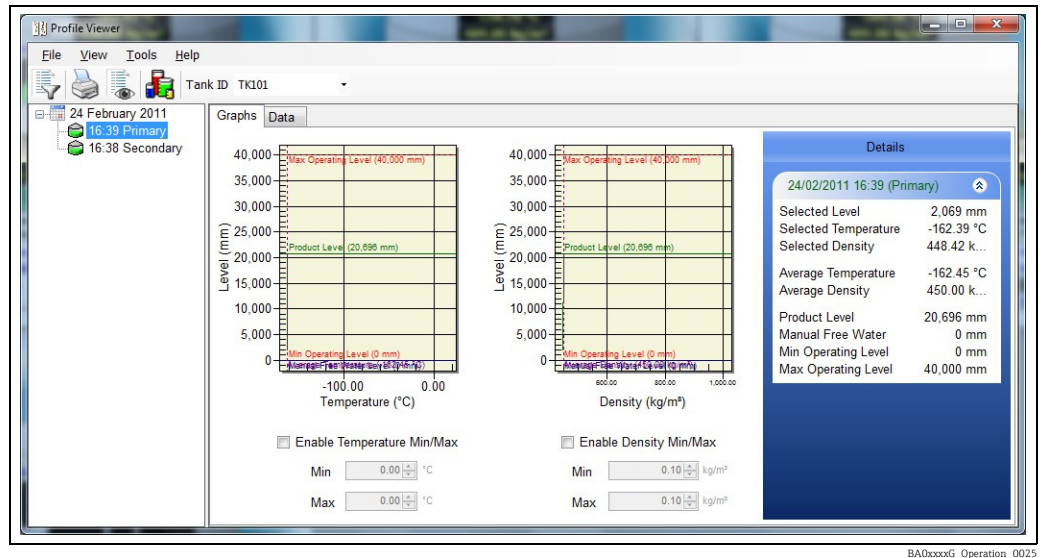 Profile Viewer
File View Tools Help
Tank ID TK101
24 February 2011
16:39 Primary
16:38 Secondary
Graphs Data
40,000
35,000
30,000
25,000
20,000
15,000
10,000
5,000
0
Level (mm)
Max Operating Level (40,000 mm)
Product Level (20,696 mm)
Min Operating Level (0 mm)
-100.00 0.00
Temperature (°C)
Enable Temperature Min/Max
Min 0.00 °C
Max 0.00 °C
40,000
35,000
30,000
25,000
20,000
15,000
10,000
5,000
0
Level (mm)
Max Operating Level (40,000 mm)
Product Level (20,696 mm)
Min Operating Level (0 mm)
600.00 800.00 1,000.00
Density (kg/m³)
Enable Density Min/Max
Min 0.10 kg/m³
Max 0.10 kg/m³
Details
24/02/2011 16:39 (Primary)
Selected Level 2,069 mm
Selected Temperature -162.39 °C
Selected Density 448.42 k...
Average Temperature -162.45 °C
Average Density 450.00 k...
Product Level 20,696 mm
Manual Free Water 0 mm
Min Operating Level 0 mm
Max Operating Level 40,000 mm
BA0xxxxG_Operation_0025